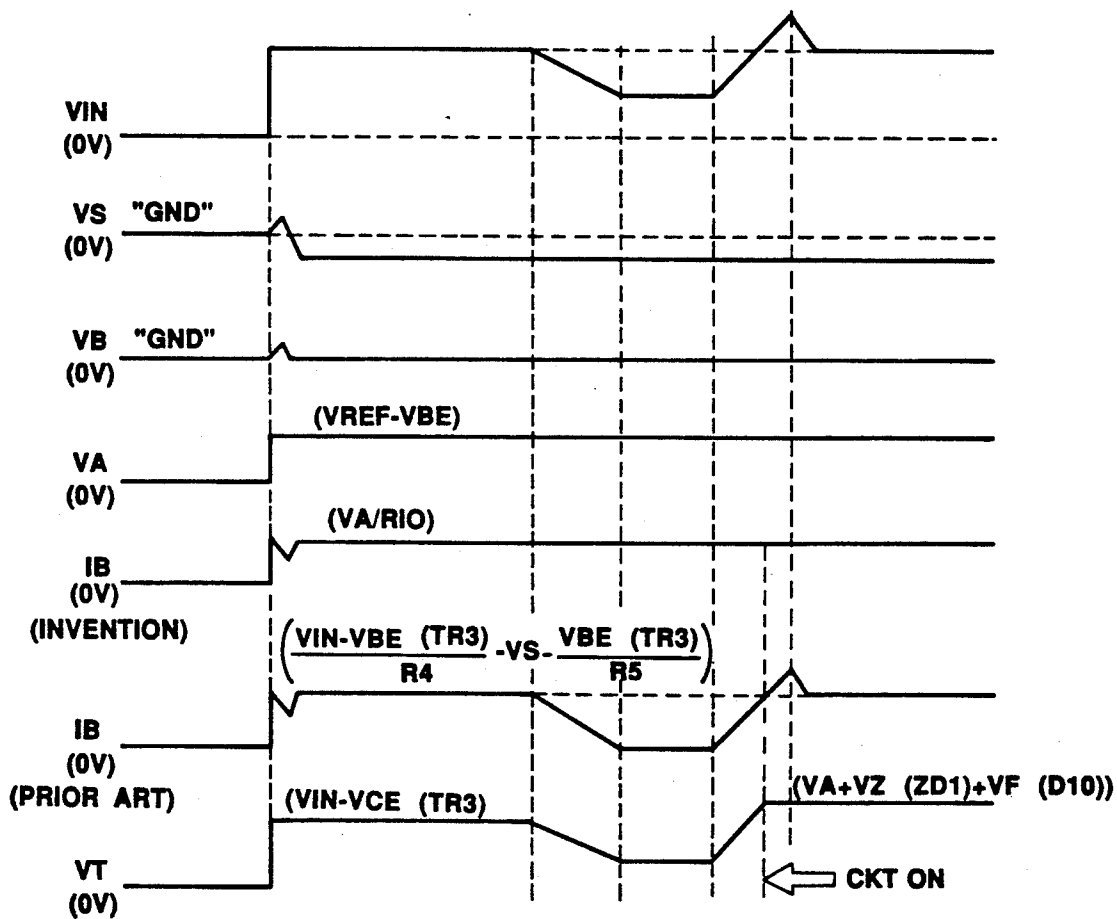 VIN
(0V)
VS "GND"
(0V)
VB "GND"
(0V)
(VREF-VBE)
VA
(0V)
(VA/RIO)
IB
(0V)
(INVENTION)
(VIN-VBE (TR3)/R4 -VS- VBE (TR3)/R5)
IB
(0V)
(PRIOR ART)
(VIN-VCE (TR3)
(VA+VZ (ZD1)+VF (D10))
VT
(0V)
CKT ON